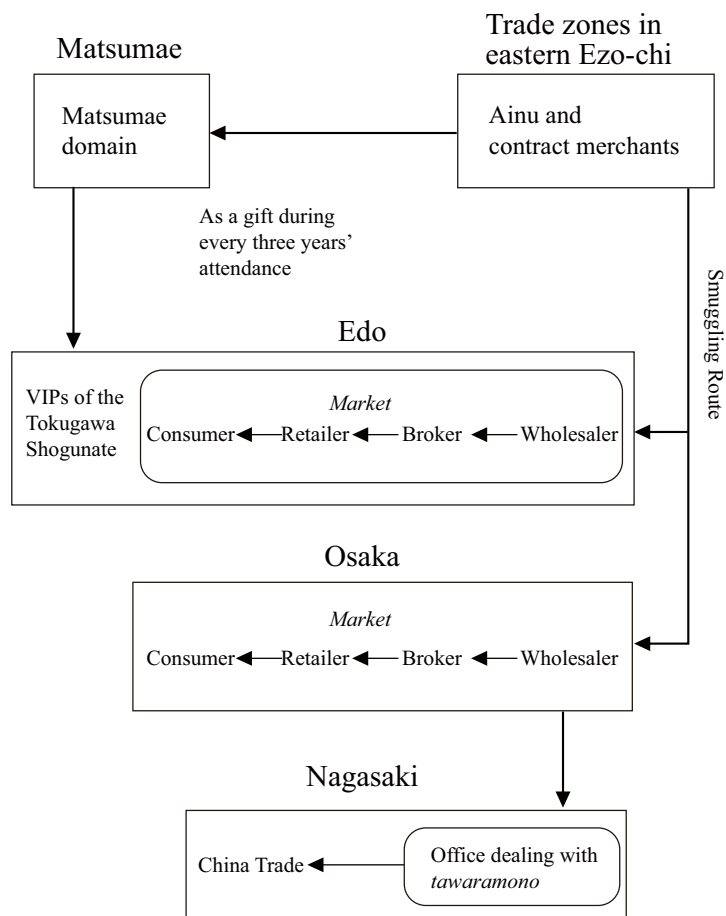 Matsumae
Trade zones in
eastern Ezo-chi
Matsumae
domain
Ainu and
contract merchants
As a gift during
every three years’
attendance
Smuggling Route
Edo
VIPs of the
Tokugawa
Shogunate
Market
Consumer Retailer Broker Wholesaler
Osaka
Market
Consumer Retailer Broker Wholesaler
Nagasaki
China Trade
Office dealing with
tawaramono